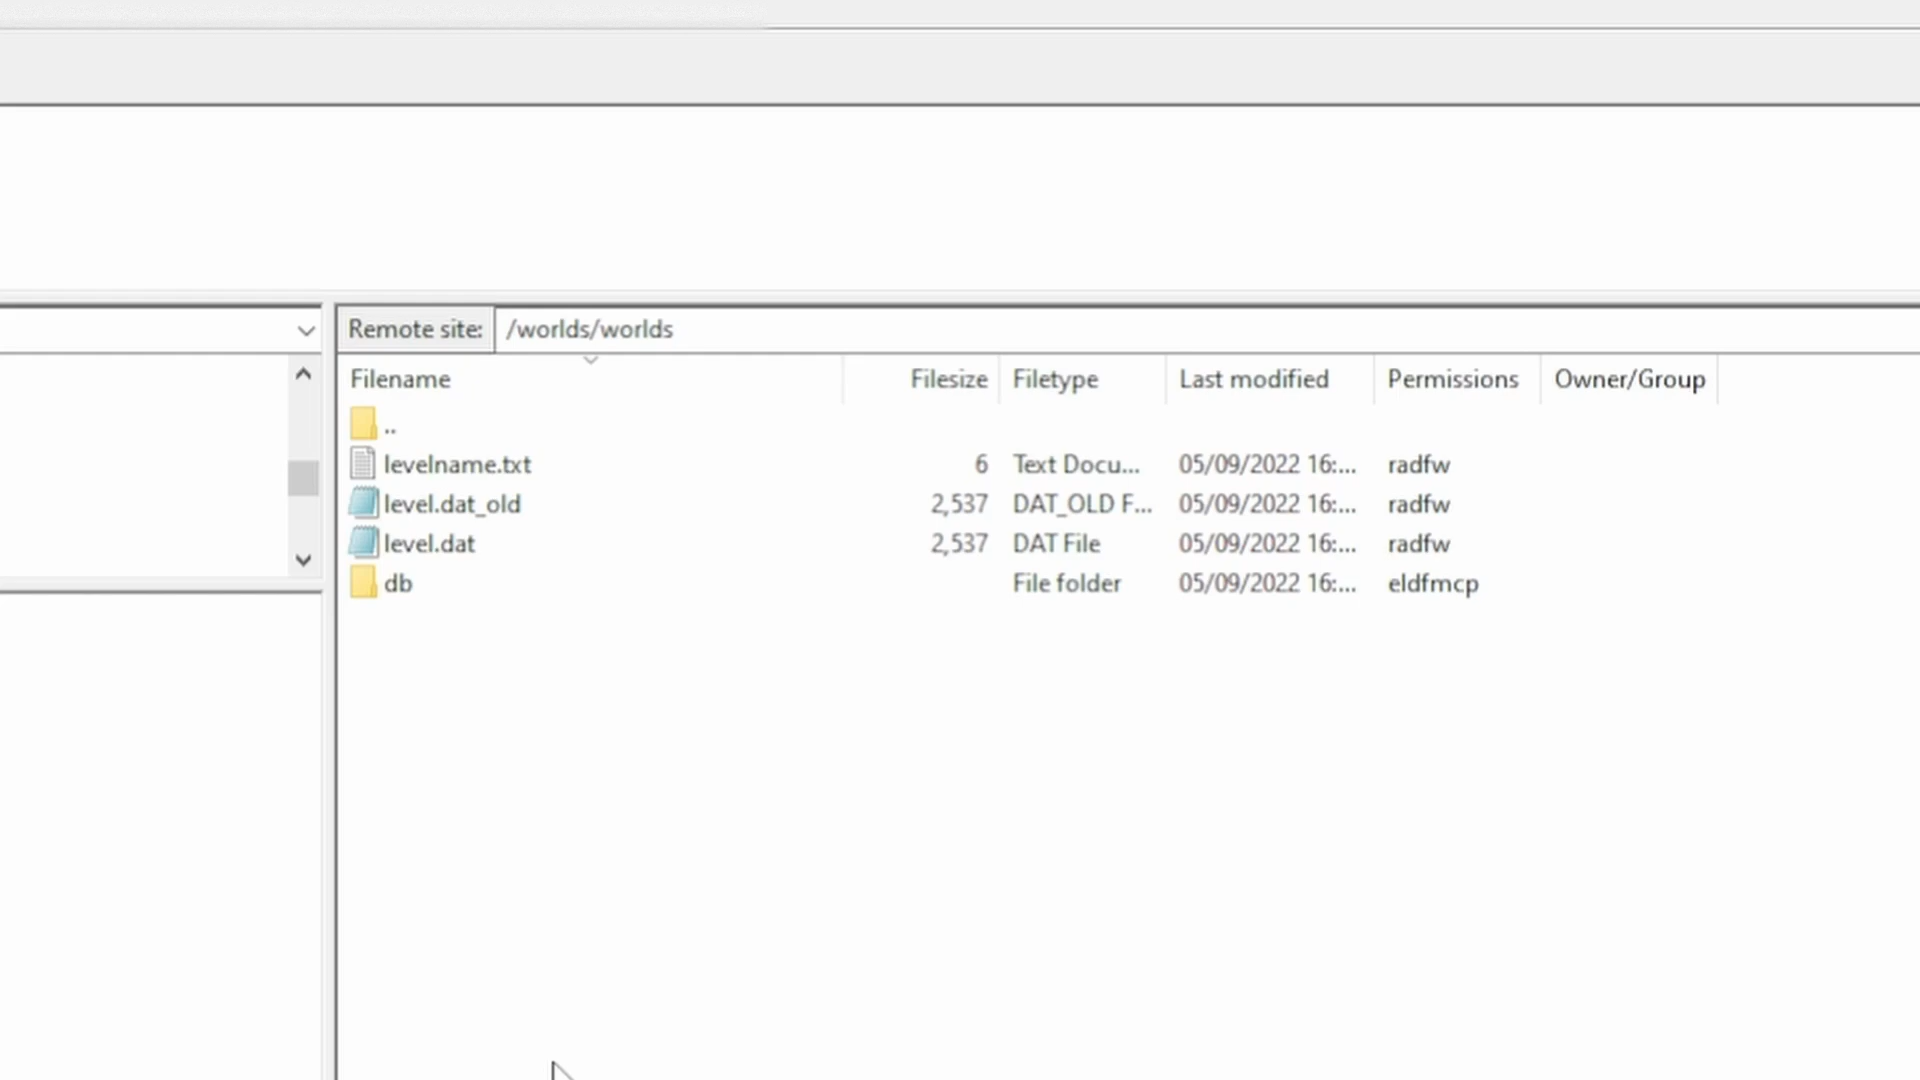 Remote site: /worlds/worlds
Filename Filesize Filetype Last modified Permissions Owner/Group
..
levelname.txt 6 Text Docu... 05/09/2022 16:... radfw
level.dat_old 2,537 DAT_OLD F... 05/09/2022 16:... radfw
level.dat 2,537 DAT File 05/09/2022 16:... radfw
db File folder 05/09/2022 16:... eldfmcp